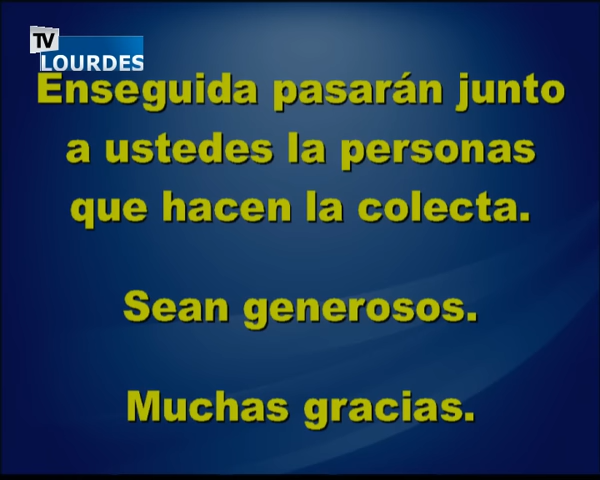 TV
LOURDES
Enseguida pasarán junto
a ustedes la personas
que hacen la colecta.
Sean generosos.
Muchas gracias.